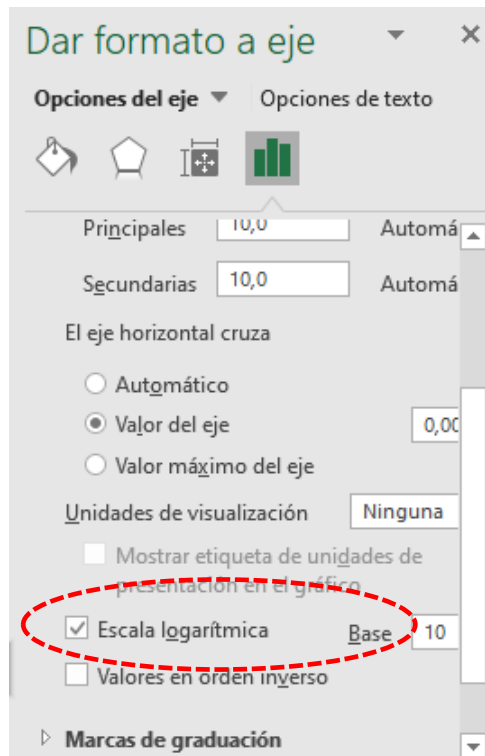 Dar formato a eje
Opciones del eje Opciones de texto
Principales 10,0 Automá
Secundarias 10,0 Automá
El eje horizontal cruza
Automático
Valor del eje 0,00
Valor máximo del eje
Unidades de visualización Ninguna
Mostrar etiqueta de unidades de
presentación en el gráfico
Escala logarítmica Base 10
Valores en orden inverso
Marcas de graduación